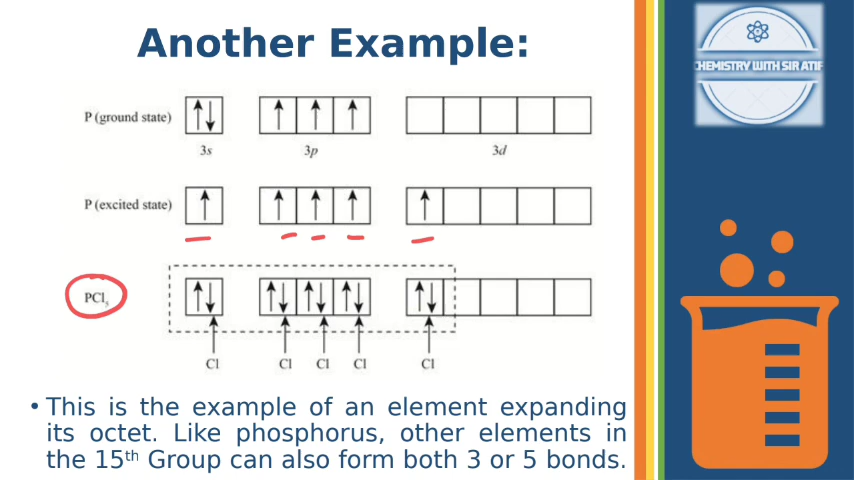 Another Example:
CHEMISTRY WITH SIR ATIF
P (ground state)
3s 3p 3d
P (excited state)
PCl₅
Cl Cl Cl Cl Cl
• This is the example of an element expanding
its octet. Like phosphorus, other elements in
the 15th Group can also form both 3 or 5 bonds.